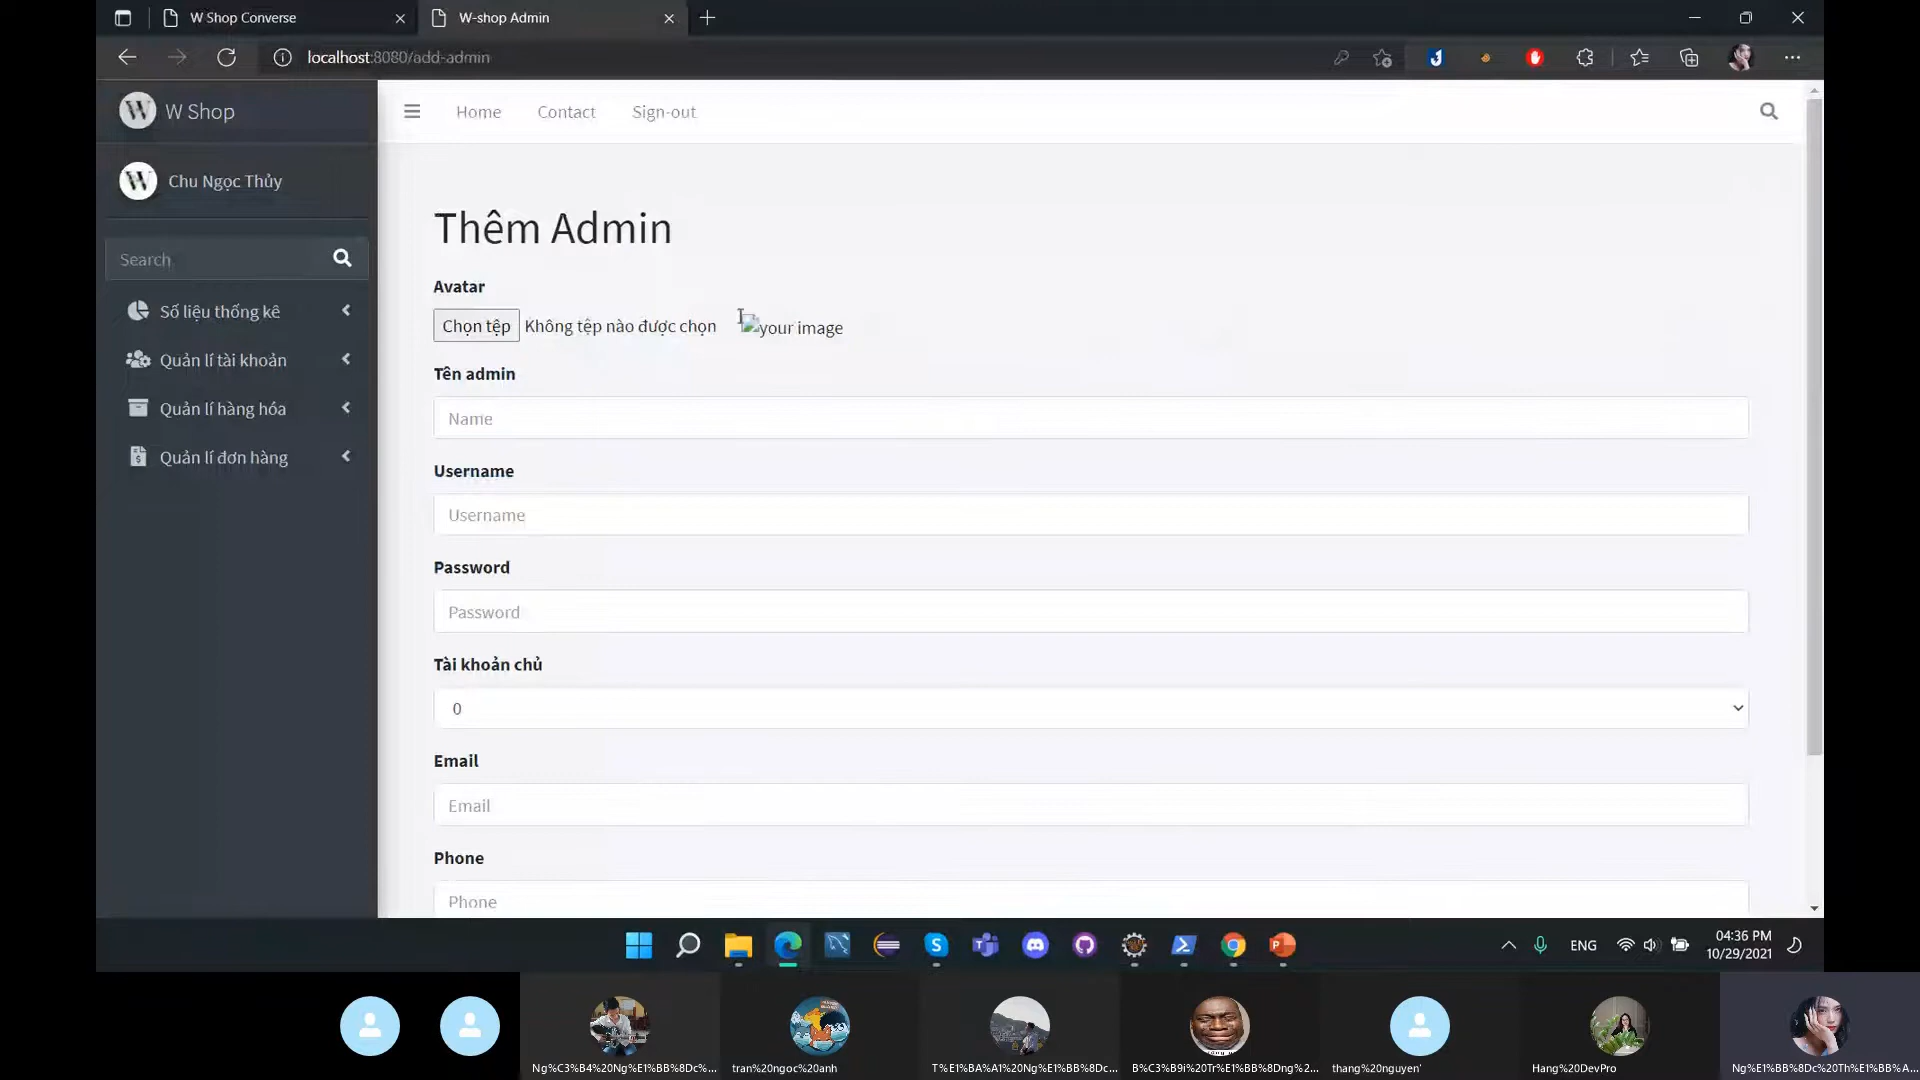 W Shop Converse
W-shop Admin
localhost:8080/add-admin
W Shop
Home
Contact
Sign-out
Chu Ngọc Thủy
Search
Số liệu thống kê
Quản lí tài khoản
Quản lí hàng hóa
Quản lí đơn hàng
Thêm Admin
Avatar
Chọn tệp Không tệp nào được chọn
your image
Tên admin
Name
Username
Username
Password
Password
Tài khoản chủ
0
Email
Email
Phone
Phone
ENG
04:36 PM
10/29/2021
Ng%C3%B4%20Ng%E1%BB%8Dc%...
tran%20ngoc%20anh
T%E1%BA%A1%20Ng%E1%BB%8Dc...
B%C3%B9i%20Tr%E1%BB%8Dng%2...
thang%20nguyen'
Hang%20DevPro
Ng%E1%BB%8Dc%20Th%E1%BB%A...